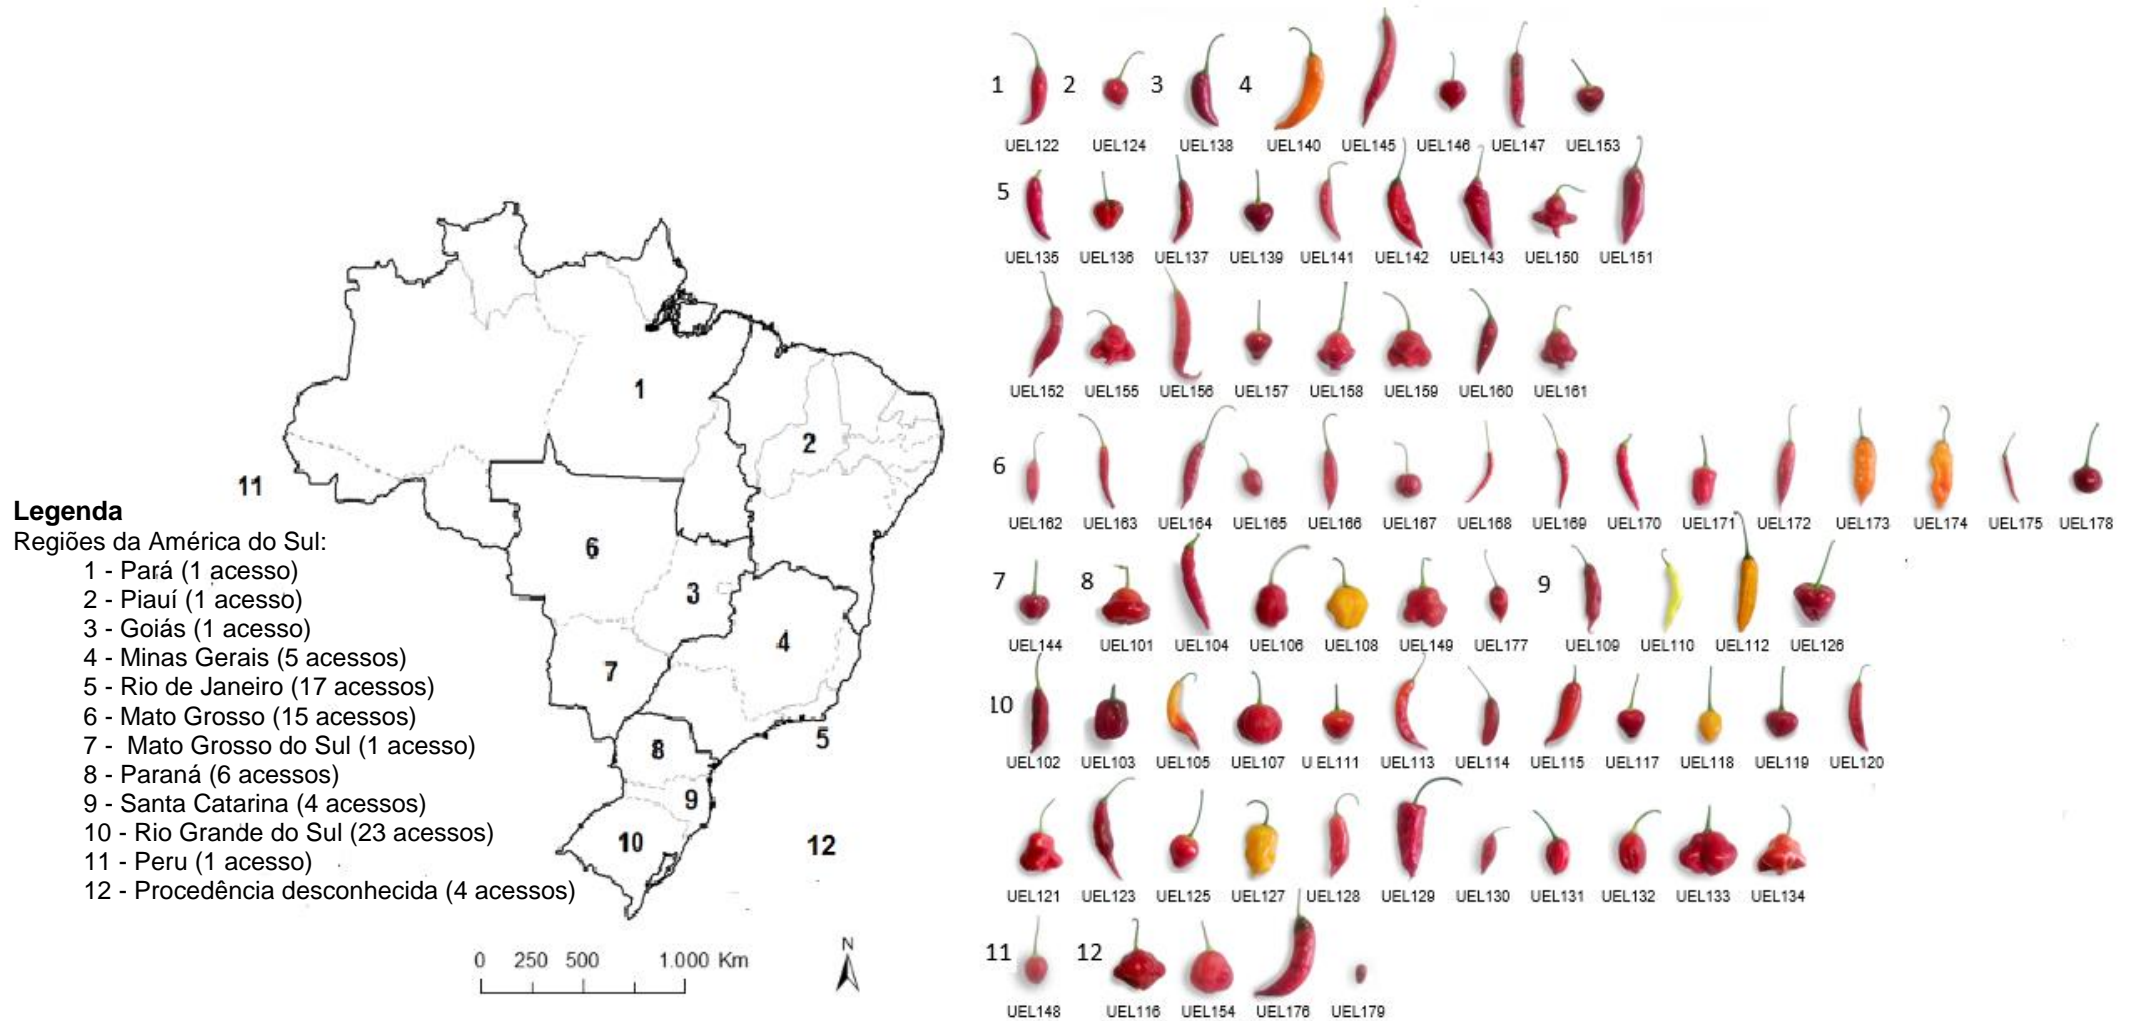 1 2 3 4
UEL122 UEL124 UEL138 UEL140 UEL145 UEL146 UEL147 UEL153
5
UEL135 UEL136 UEL137 UEL139 UEL141 UEL142 UEL143 UEL150 UEL151
UEL152 UEL155 UEL156 UEL157 UEL158 UEL159 UEL160 UEL161
6
UEL162 UEL163 UEL164 UEL165 UEL166 UEL167 UEL168 UEL169 UEL170 UEL171 UEL172 UEL173 UEL174 UEL175 UEL178
7 8 9
UEL144 UEL101 UEL104 UEL106 UEL108 UEL149 UEL177 UEL109 UEL110 UEL112 UEL126
10
UEL102 UEL103 UEL105 UEL107 U EL111 UEL113 UEL114 UEL115 UEL117 UEL118 UEL119 UEL120
UEL121 UEL123 UEL125 UEL127 UEL128 UEL129 UEL130 UEL131 UEL132 UEL133 UEL134
11 12
UEL148 UEL116 UEL154 UEL176 UEL179
1
2
11
6
3
4
7
5
8
9
10
12
Legenda
Regiões da América do Sul:
1 - Pará (1 acesso)
2 - Piauí (1 acesso)
3 - Goiás (1 acesso)
4 - Minas Gerais (5 acessos)
5 - Rio de Janeiro (17 acessos)
6 - Mato Grosso (15 acessos)
7 - Mato Grosso do Sul (1 acesso)
8 - Paraná (6 acessos)
9 - Santa Catarina (4 acessos)
10 - Rio Grande do Sul (23 acessos)
11 - Peru (1 acesso)
12 - Procedência desconhecida (4 acessos)
0 250 500 1.000 Km
N